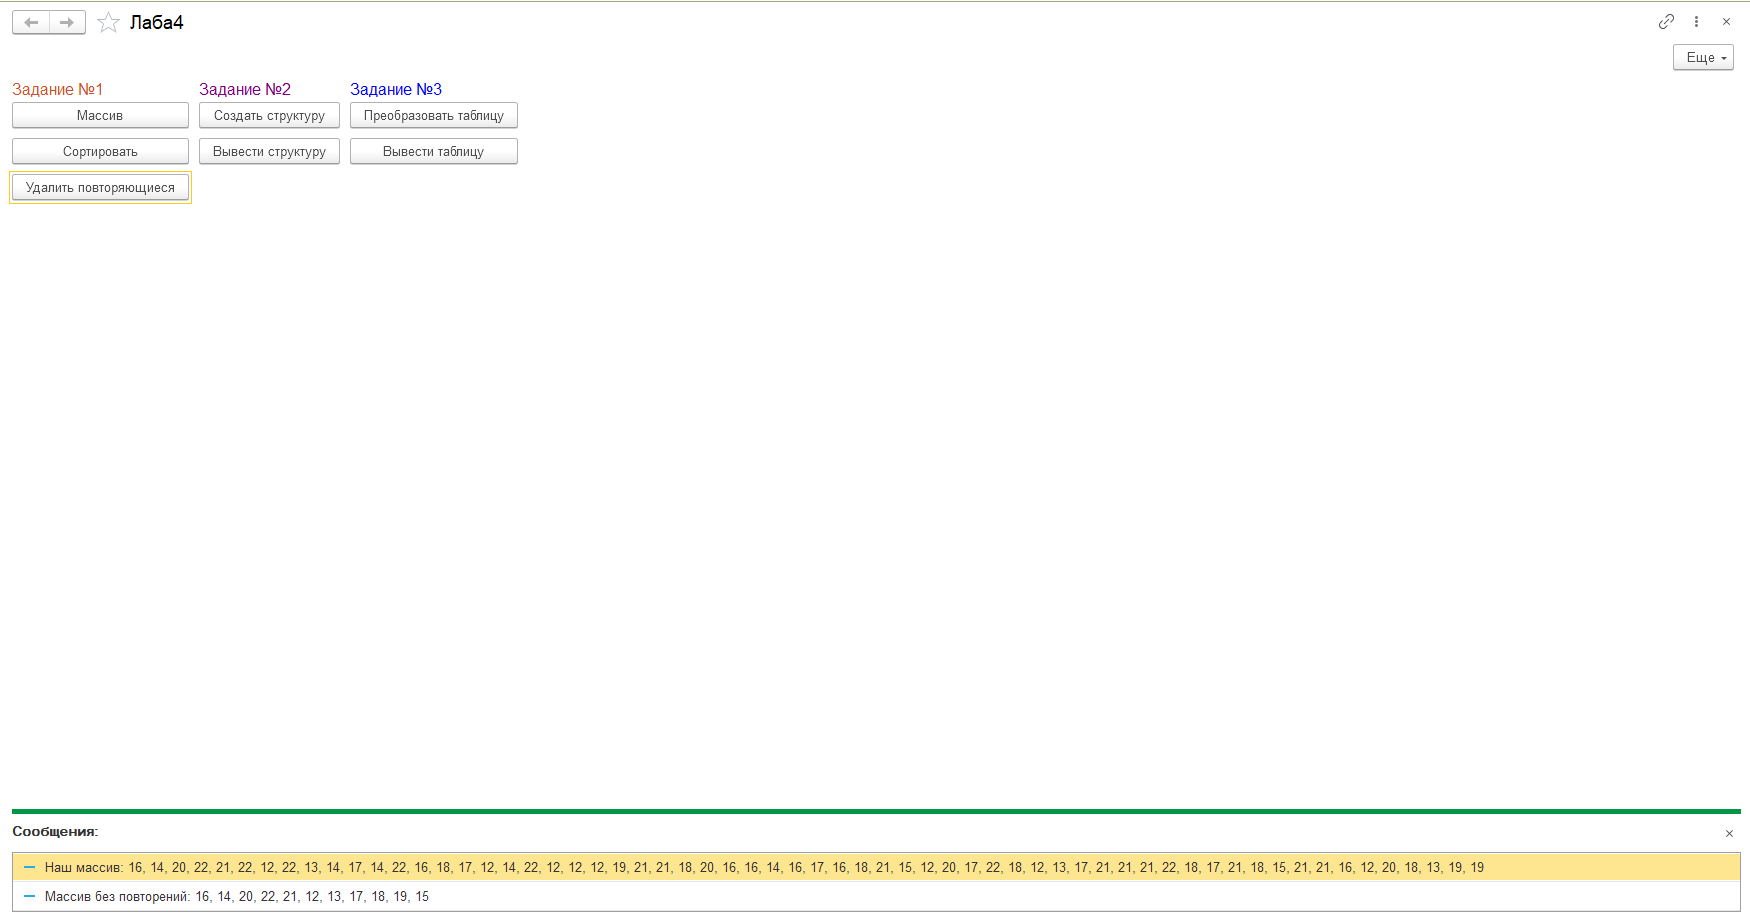 Лаба4
Еще
Задание №1 Задание №2 Задание №3
Массив Создать структуру Преобразовать таблицу
Сортировать Вывести структуру Вывести таблицу
Удалить повторяющиеся
Сообщения:
Наш массив: 16, 14, 20, 22, 21, 22, 12, 22, 13, 14, 17, 14, 22, 16, 18, 17, 12, 14, 22, 12, 12, 12, 19, 21, 21, 18, 20, 16, 16, 14, 16, 17, 16, 18, 21, 15, 12, 20, 17, 22, 18, 12, 13, 17, 21, 21, 21, 22, 18, 17, 21, 18, 15, 21, 21, 16, 12, 20, 18, 13, 19, 19
Массив без повторений: 16, 14, 20, 22, 21, 12, 13, 17, 18, 19, 15